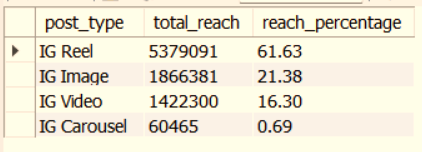 post_type total_reach reach_percentage
IG Reel 5379091 61.63
IG Image 1866381 21.38
IG Video 1422300 16.30
IG Carousel 60465 0.69